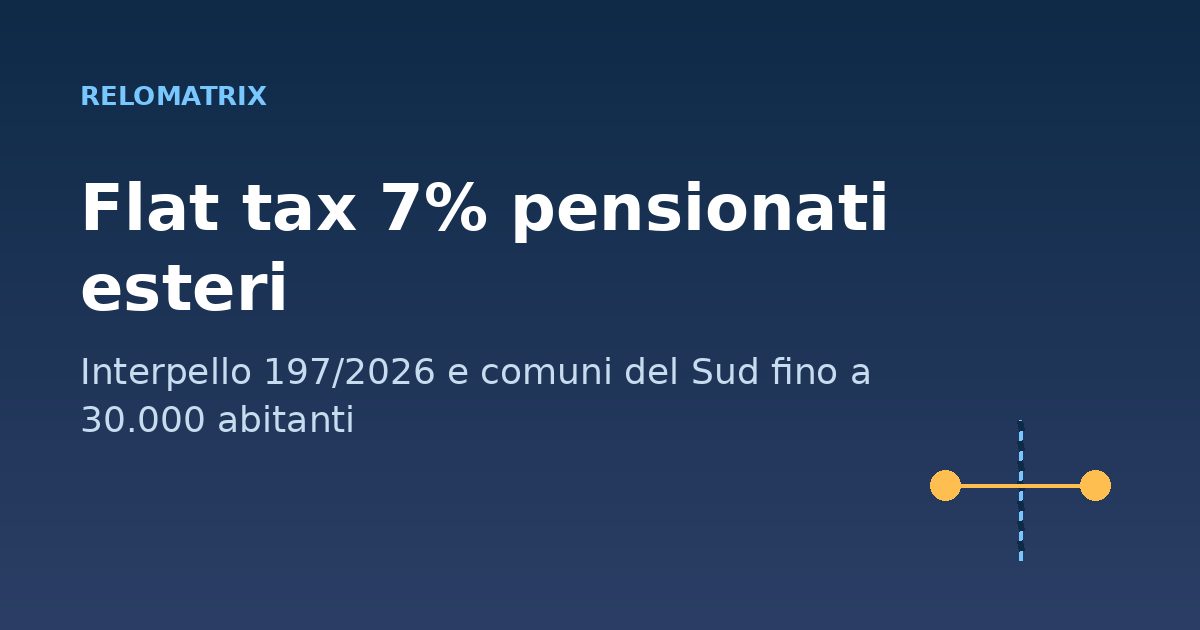 RELOMATRIX
Flat tax 7% pensionati
esteri
Interpello 197/2026 e comuni del Sud fino a
30.000 abitanti